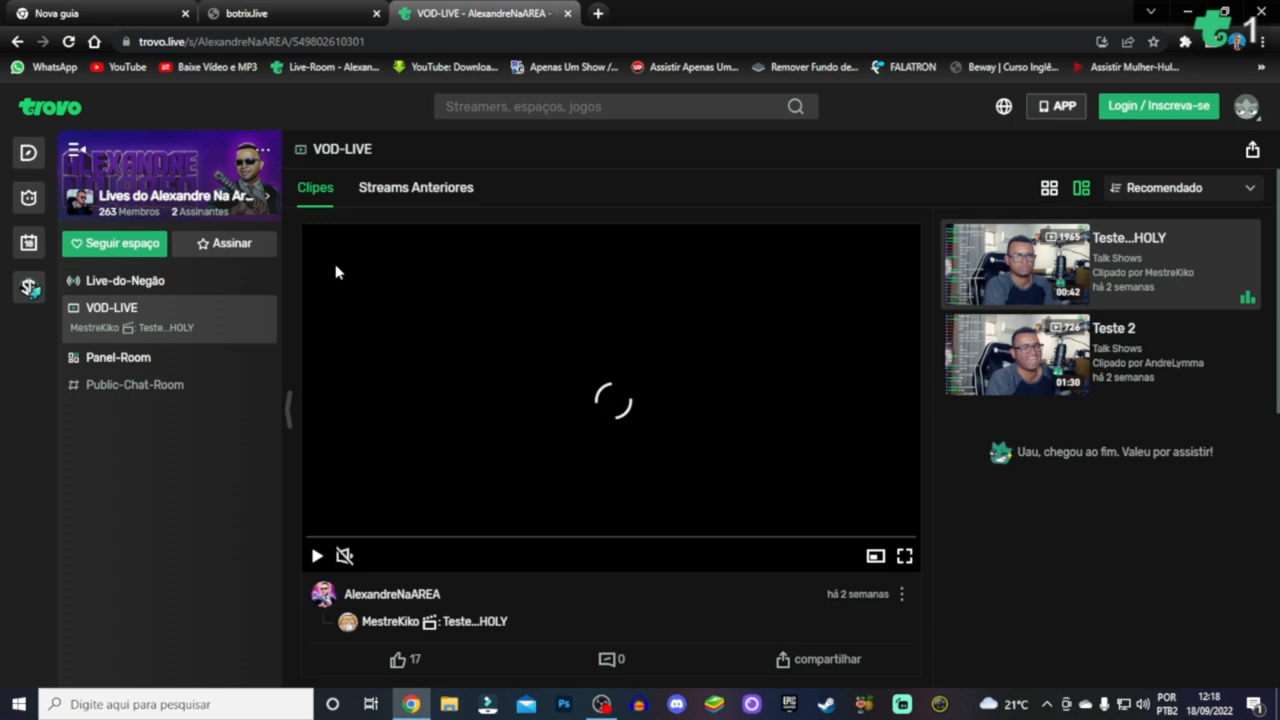 Nova guia
botrix.live
VOD-LIVE - AlexandreNaAREA -
1
trovo.live/s/AlexandreNaAREA/549802610301
WhatsApp
YouTube
Baixe Vídeo e MP3
Live-Room - Alexan...
YouTube: Downloa...
Apenas Um Show /...
Assistir Apenas Um...
Remover Fundo de...
FALATRON
Beway | Curso Inglê...
Assistir Mulher-Hul...
»
trovo
Streamers, espaços, jogos
APP
Login / Inscreva-se
Lives do Alexandre Na Ar...
263 Membros 2 Assinantes
Seguir espaço
Assinar
Live-do-Negão
VOD-LIVE
MestreKiko : Teste...HOLY
Panel-Room
Public-Chat-Room
VOD-LIVE
Clipes
Streams Anteriores
Recomendado
1965
00:42
Teste...HOLY
Talk Shows
Clipado por MestreKiko
há 2 semanas
726
01:30
Teste 2
Talk Shows
Clipado por AndreLymma
há 2 semanas
Uau, chegou ao fim. Valeu por assistir!
AlexandreNaAREA
há 2 semanas
MestreKiko : Teste...HOLY
17
0
compartilhar
Digite aqui para pesquisar
Ps
EPIC
21°C
POR
PTB2
12:18
18/09/2022
1